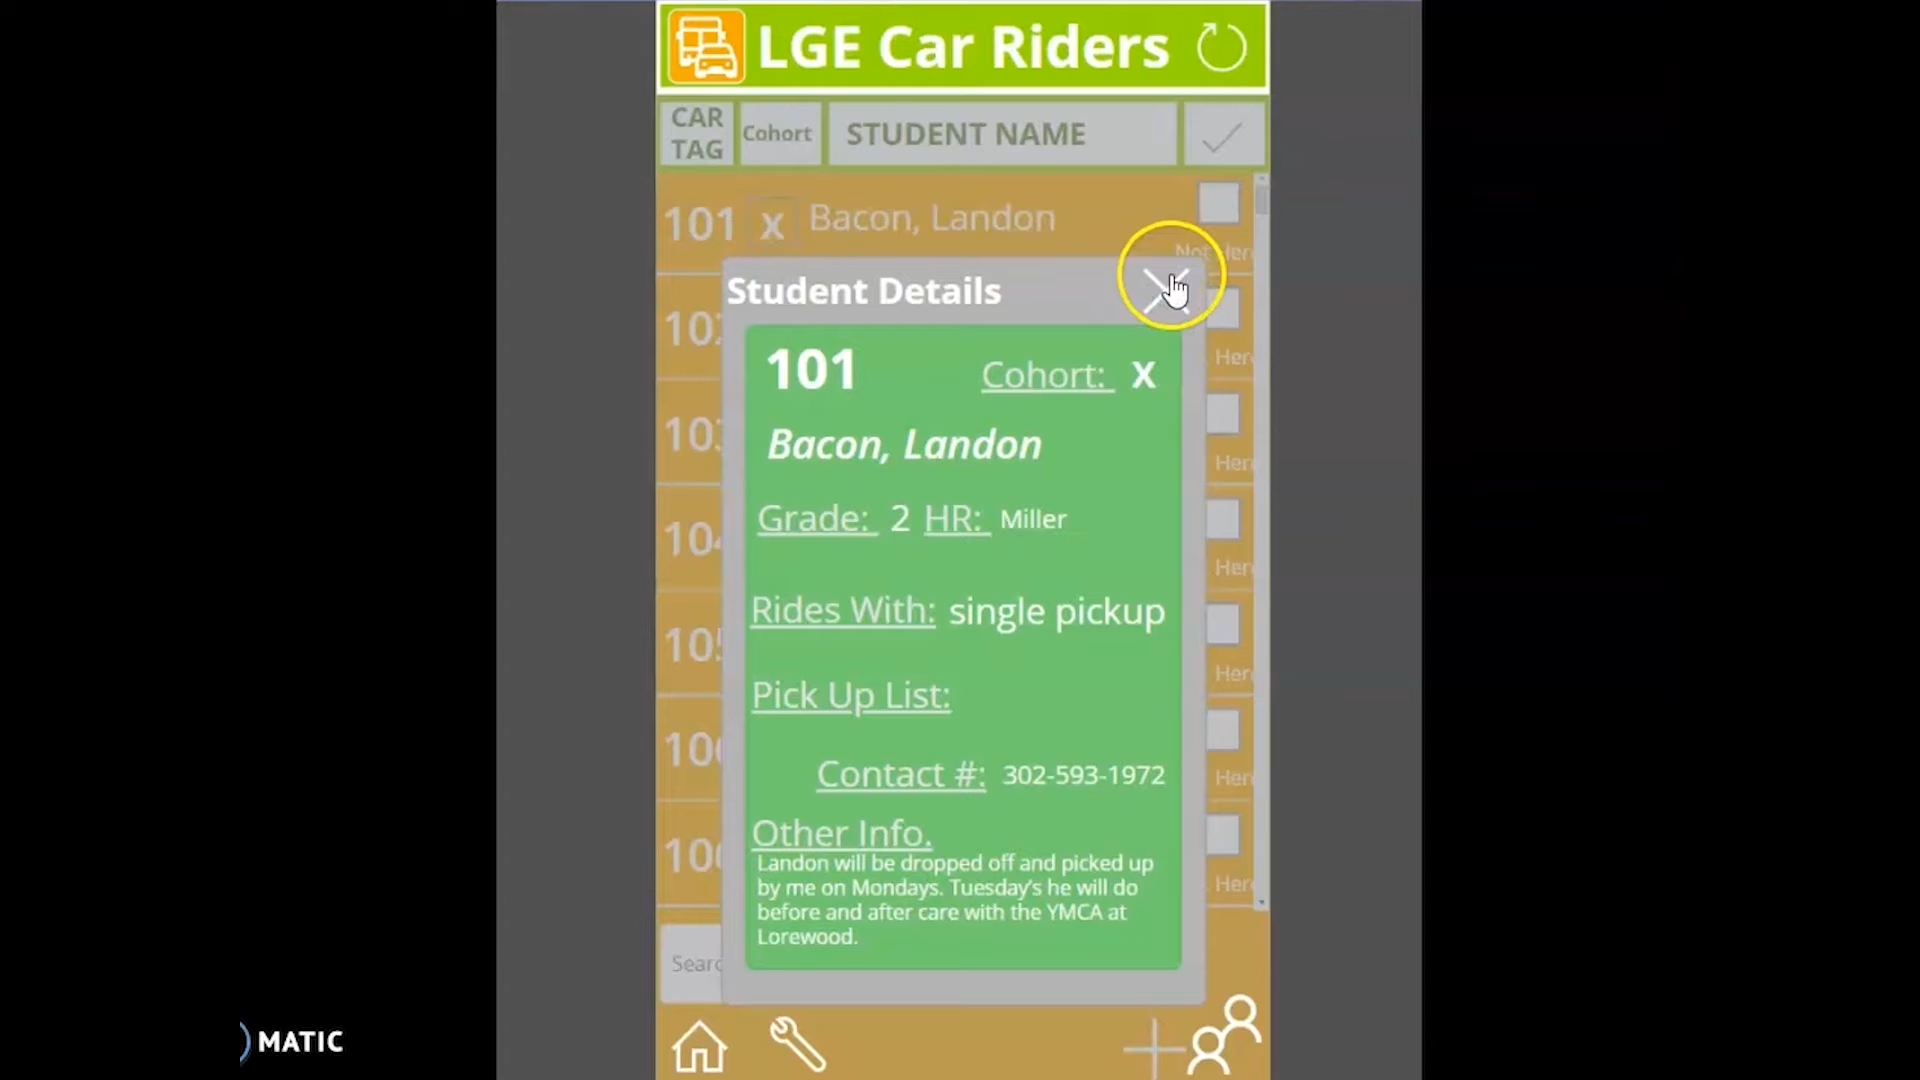 LGE Car Riders
CAR TAG
Cohort
STUDENT NAME
101 X Bacon, Landon
Student Details
101 Cohort: X
Bacon, Landon
Grade: 2 HR: Miller
Rides With: single pickup
Pick Up List:
Contact #: 302-593-1972
Other Info.
Landon will be dropped off and picked up
by me on Mondays. Tuesday's he will do
before and after care with the YMCA at
Lorewood.
MATIC